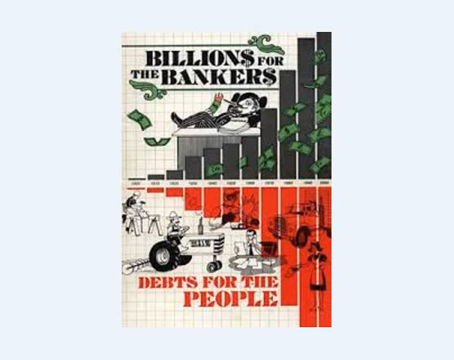 BILLION$ FOR
THE BANKER$
DEBTS FOR THE
PEOPLE